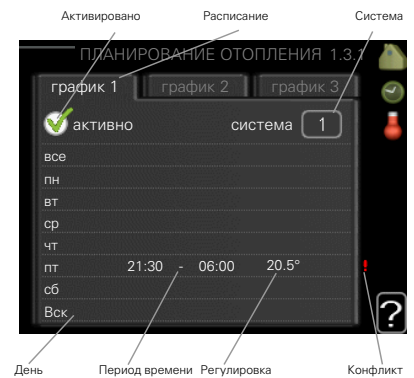 Активировано Расписание Система
ПЛАНИРОВАНИЕ ОТОПЛЕНИЯ 1.3.1
график 1 график 2 график 3
активно система 1
все
пн
вт
ср
чт
пт 21:30 - 06:00 20.5° !
сб
Вск ?
День Период времени Регулировка Конфликт